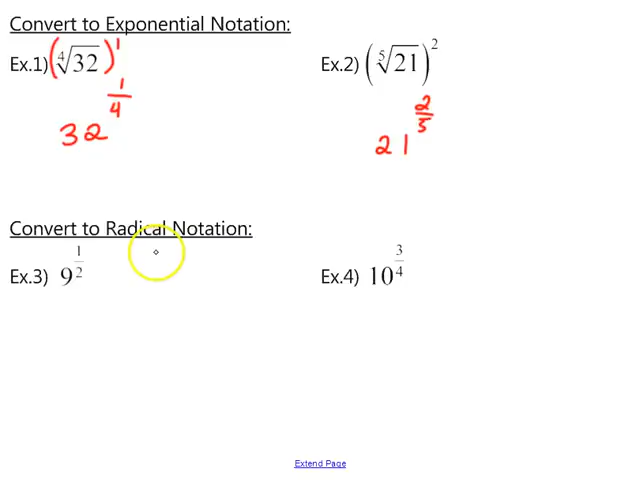 Convert to Exponential Notation:
Ex.1) (⁴√32)¹
Ex.2) (⁵√21)²
32^(1/4)
21^(2/5)
Convert to Radical Notation:
Ex.3) 9^(1/2)
Ex.4) 10^(3/4)
Extend Page